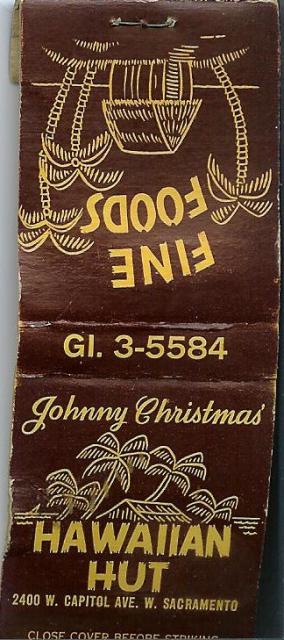 FINE
FOODS
GI. 3-5584
Johnny Christmas'
HAWAIIAN
HUT
2400 W. CAPITOL AVE. W. SACRAMENTO
CLOSE COVER BEFORE STRIKING